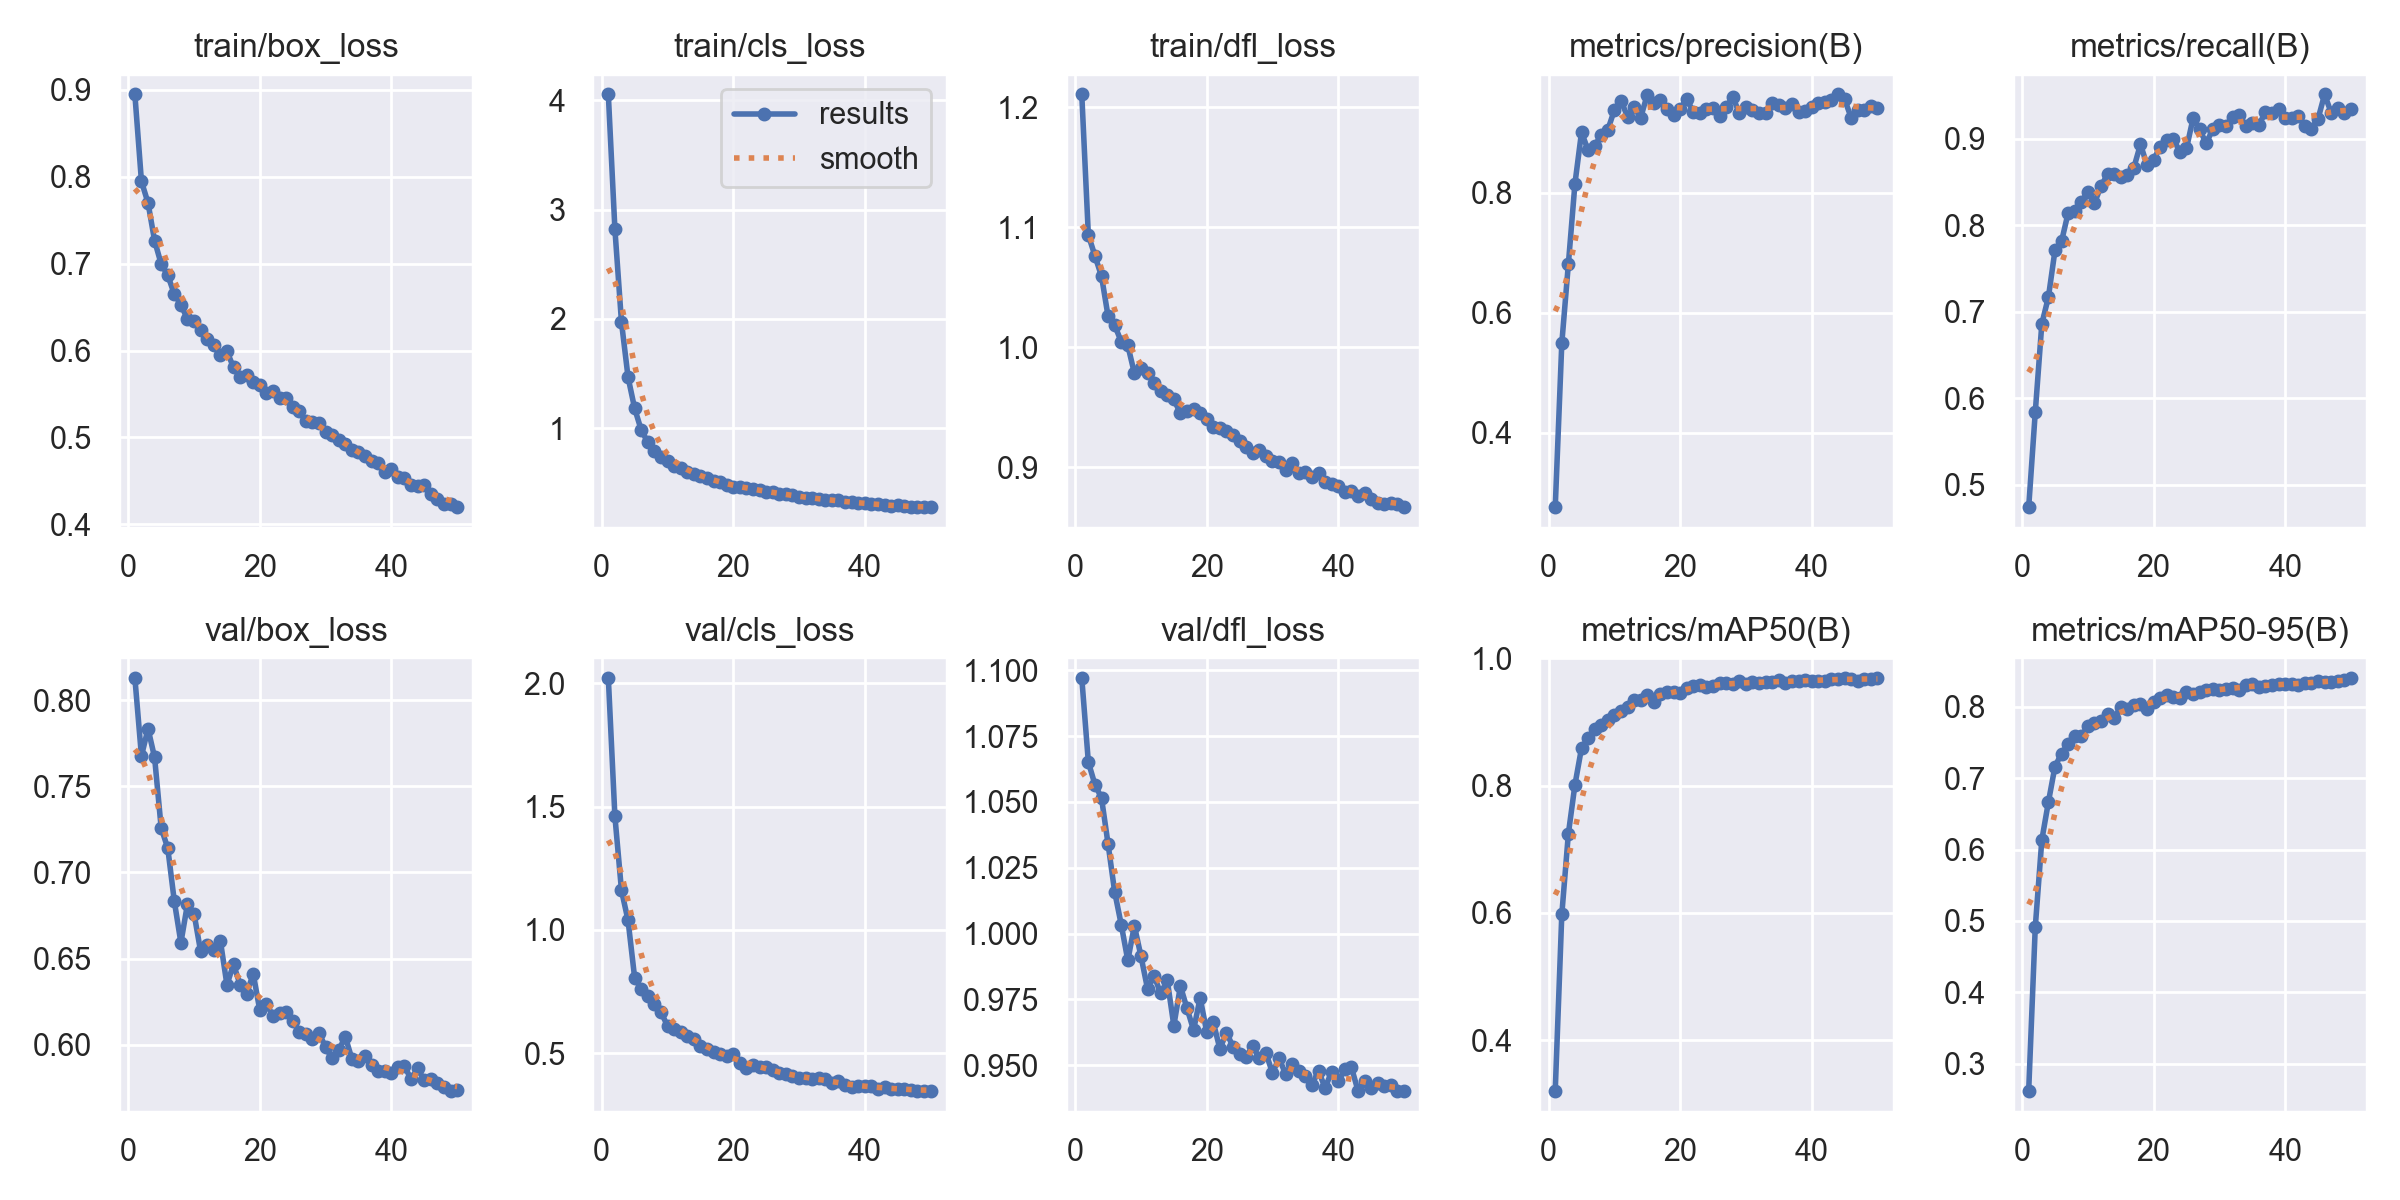 train/box_loss
0.9
0.8
0.7
0.6
0.5
0.4
0 20 40
train/cls_loss
results
smooth
4
3
2
1
0 20 40
train/dfl_loss
1.2
1.1
1.0
0.9
0 20 40
metrics/precision(B)
0.8
0.6
0.4
0 20 40
metrics/recall(B)
0.9
0.8
0.7
0.6
0.5
0 20 40
val/box_loss
0.80
0.75
0.70
0.65
0.60
0 20 40
val/cls_loss
2.0
1.5
1.0
0.5
0 20 40
val/dfl_loss
1.100
1.075
1.050
1.025
1.000
0.975
0.950
0 20 40
metrics/mAP50(B)
1.0
0.8
0.6
0.4
0 20 40
metrics/mAP50-95(B)
0.8
0.7
0.6
0.5
0.4
0.3
0 20 40